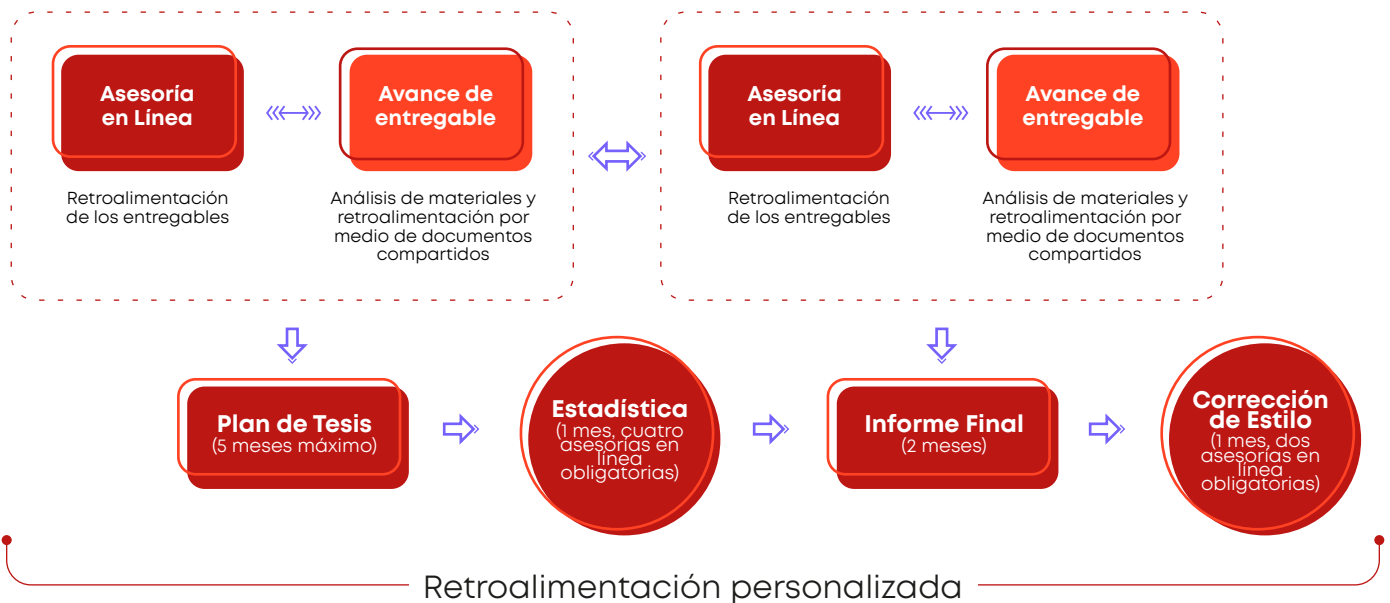 Asesoría
en Línea
Retroalimentación
de los entregables
Avance de
entregable
Análisis de materiales y
retroalimentación por
medio de documentos
compartidos
Asesoría
en Línea
Retroalimentación
de los entregables
Avance de
entregable
Análisis de materiales y
retroalimentación por
medio de documentos
compartidos
Plan de Tesis
(5 meses máximo)
Estadística
(1 mes, cuatro
asesorías en
línea
obligatorias)
Informe Final
(2 meses)
Corrección
de Estilo
(1 mes, dos
asesorías en
línea
obligatorias)
Retroalimentación personalizada